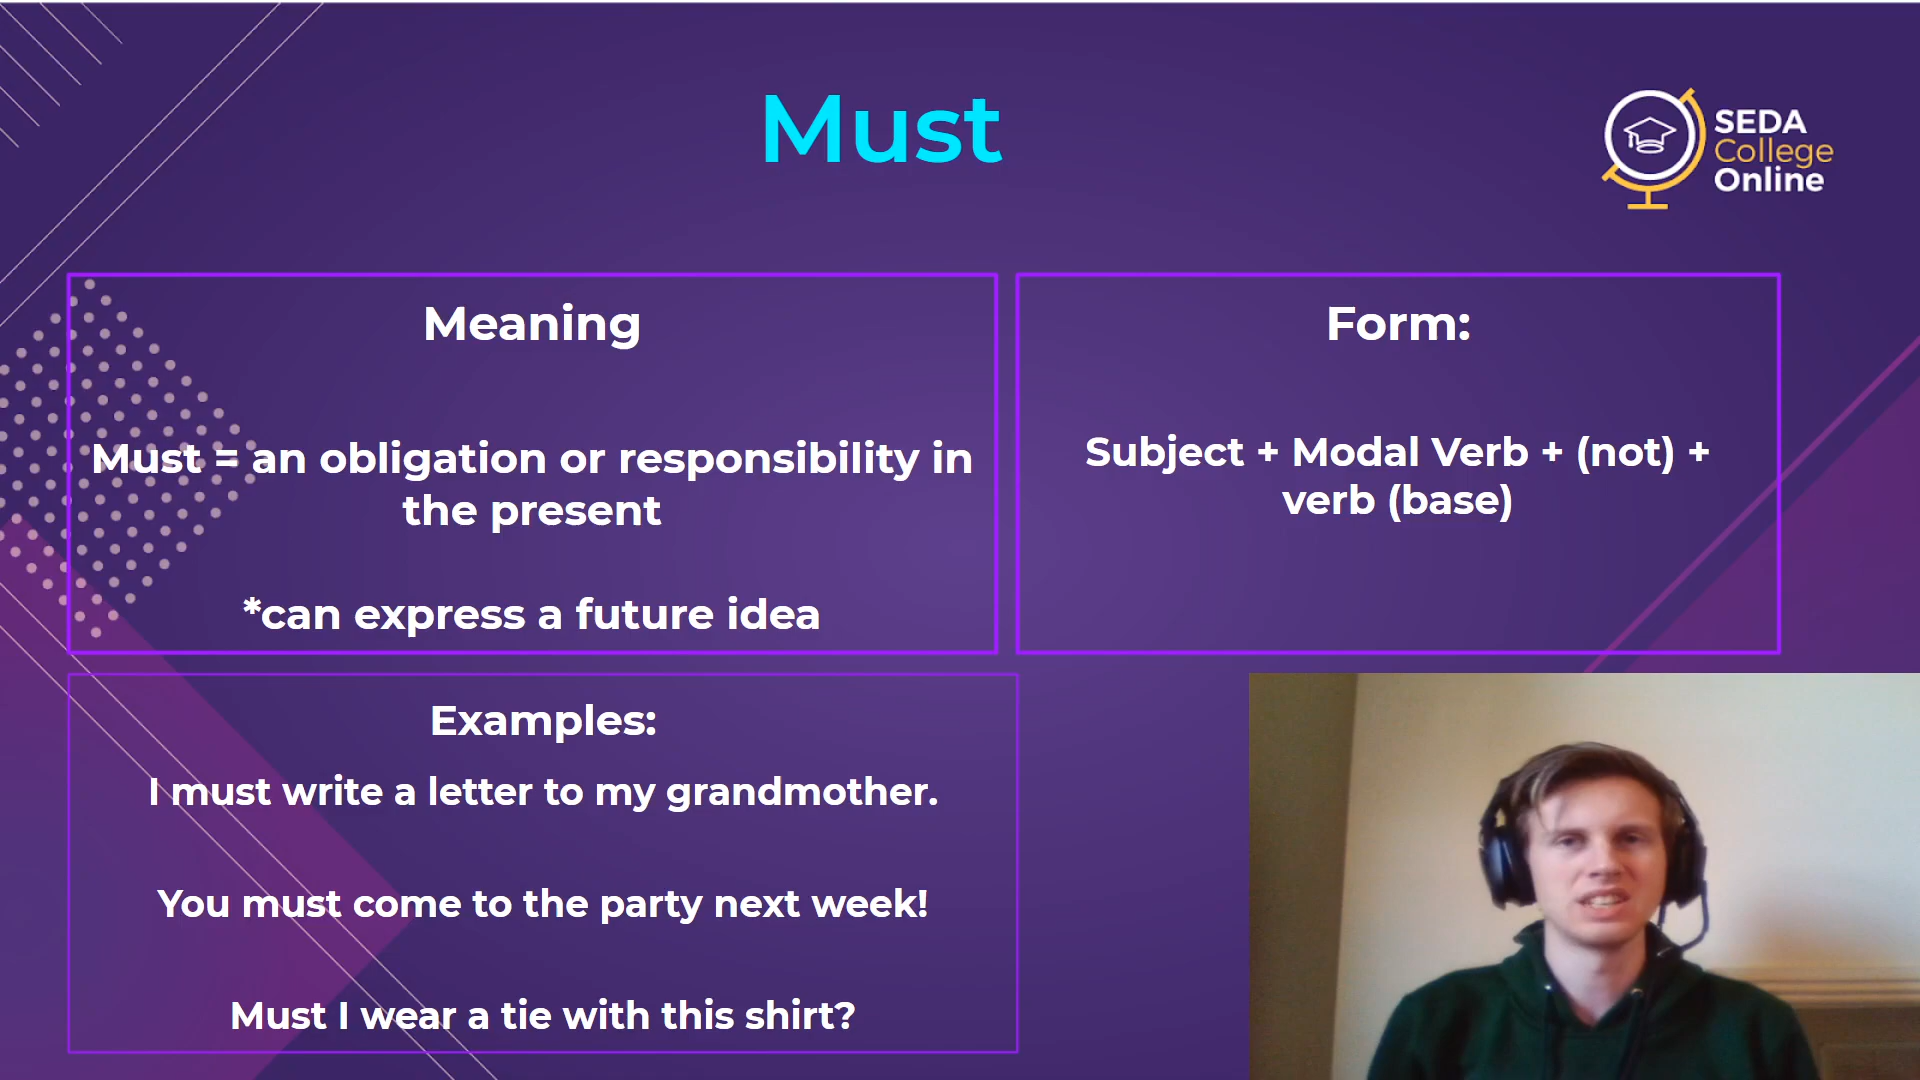 Must
SEDA
College
Online
Meaning
Must = an obligation or responsibility in
the present
*can express a future idea
Form:
Subject + Modal Verb + (not) +
verb (base)
Examples:
I must write a letter to my grandmother.
You must come to the party next week!
Must I wear a tie with this shirt?